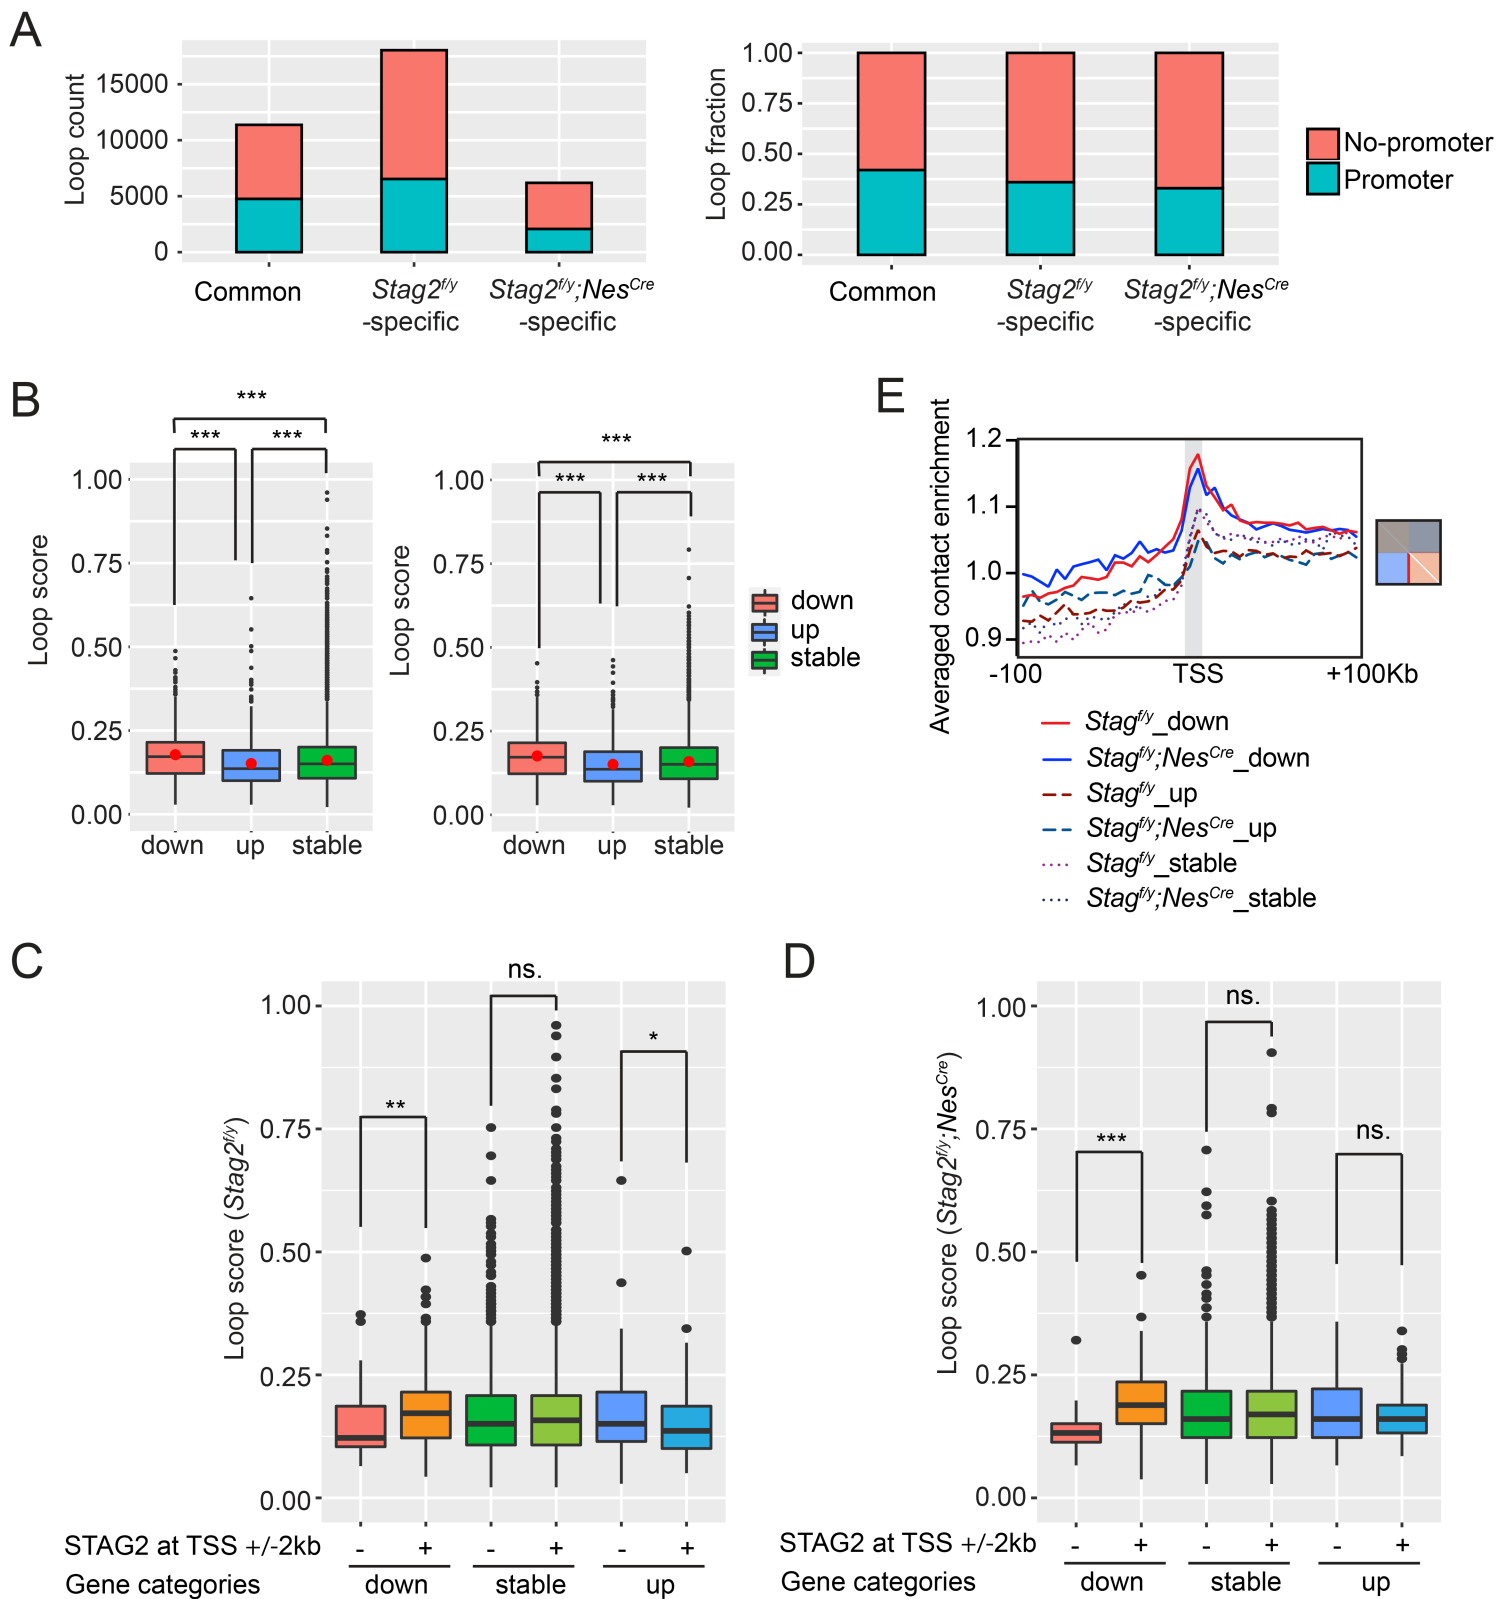 A
Loop count
15000
10000
5000
0
Common
Stag2f/y
-specific
Stag2f/y;NesCre
-specific
Loop fraction
1.00
0.75
0.50
0.25
0.00
Common
Stag2f/y
-specific
Stag2f/y;NesCre
-specific
No-promoter
Promoter
B
Loop score
1.00
0.75
0.50
0.25
0.00
***
***
***
down
up
stable
Loop score
1.00
0.75
0.50
0.25
0.00
***
***
***
down
up
stable
down
up
stable
E
Averaged contact enrichment
1.2
1.1
1.0
0.9
-100
TSS
+100Kb
Stagf/y_down
Stagf/y;NesCre_down
Stagf/y_up
Stagf/y;NesCre_up
Stagf/y_stable
Stagf/y;NesCre_stable
C
Loop score (Stag2f/y)
1.00
0.75
0.50
0.25
0.00
**
ns.
*
STAG2 at TSS +/-2kb
- + - + - +
Gene categories
down
stable
up
D
Loop score (Stag2f/y;NesCre)
1.00
0.75
0.50
0.25
0.00
***
ns.
ns.
STAG2 at TSS +/-2kb
- + - + - +
Gene categories
down
stable
up